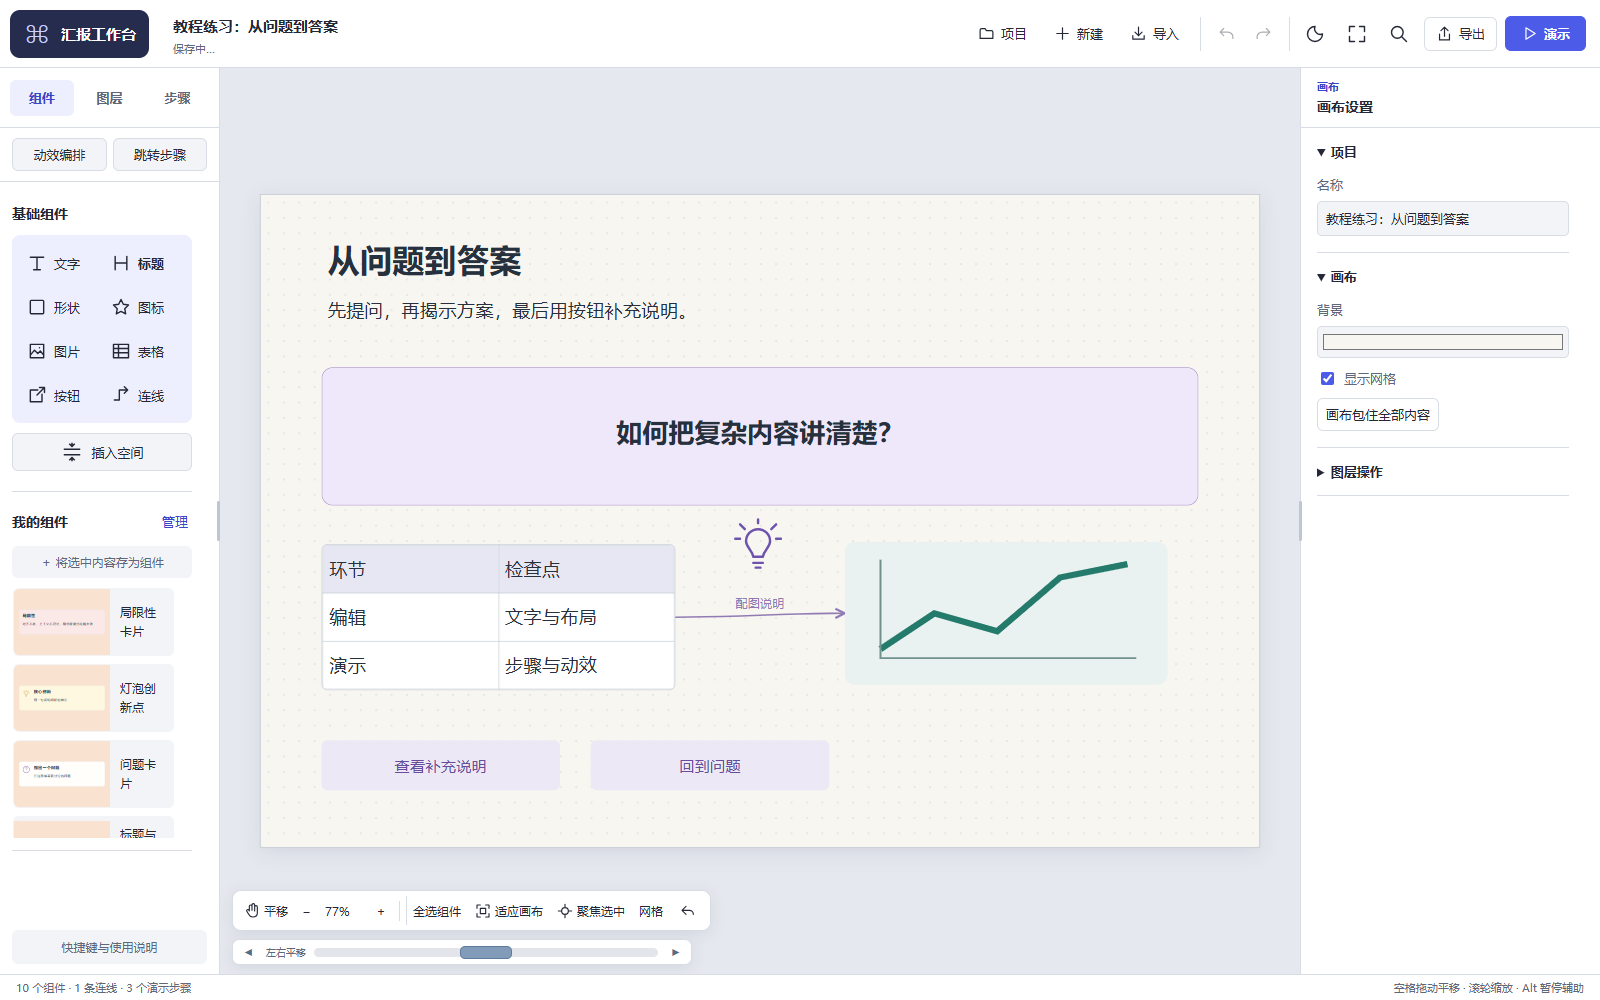 汇报工作台
教程练习：从问题到答案
保存中...
项目
新建
导入
导出
演示
组件
图层
步骤
动效编排
跳转步骤
基础组件
文字
标题
形状
图标
图片
表格
按钮
连线
插入空间
我的组件
管理
+ 将选中内容存为组件
局限性
卡片
灯泡创
新点
问题卡
片
标题与
快捷键与使用说明
从问题到答案
先提问，再揭示方案，最后用按钮补充说明。
如何把复杂内容讲清楚？
环节
检查点
编辑
文字与布局
演示
步骤与动效
配图说明
查看补充说明
回到问题
平移
−
77%
+
全选组件
适应画布
聚焦选中
网格
左右平移
画布
画布设置
项目
名称
教程练习：从问题到答案
画布
背景
显示网格
画布包住全部内容
图层操作
10 个组件 · 1 条连线 · 3 个演示步骤
空格拖动平移 · 滚轮缩放 · Alt 暂停辅助